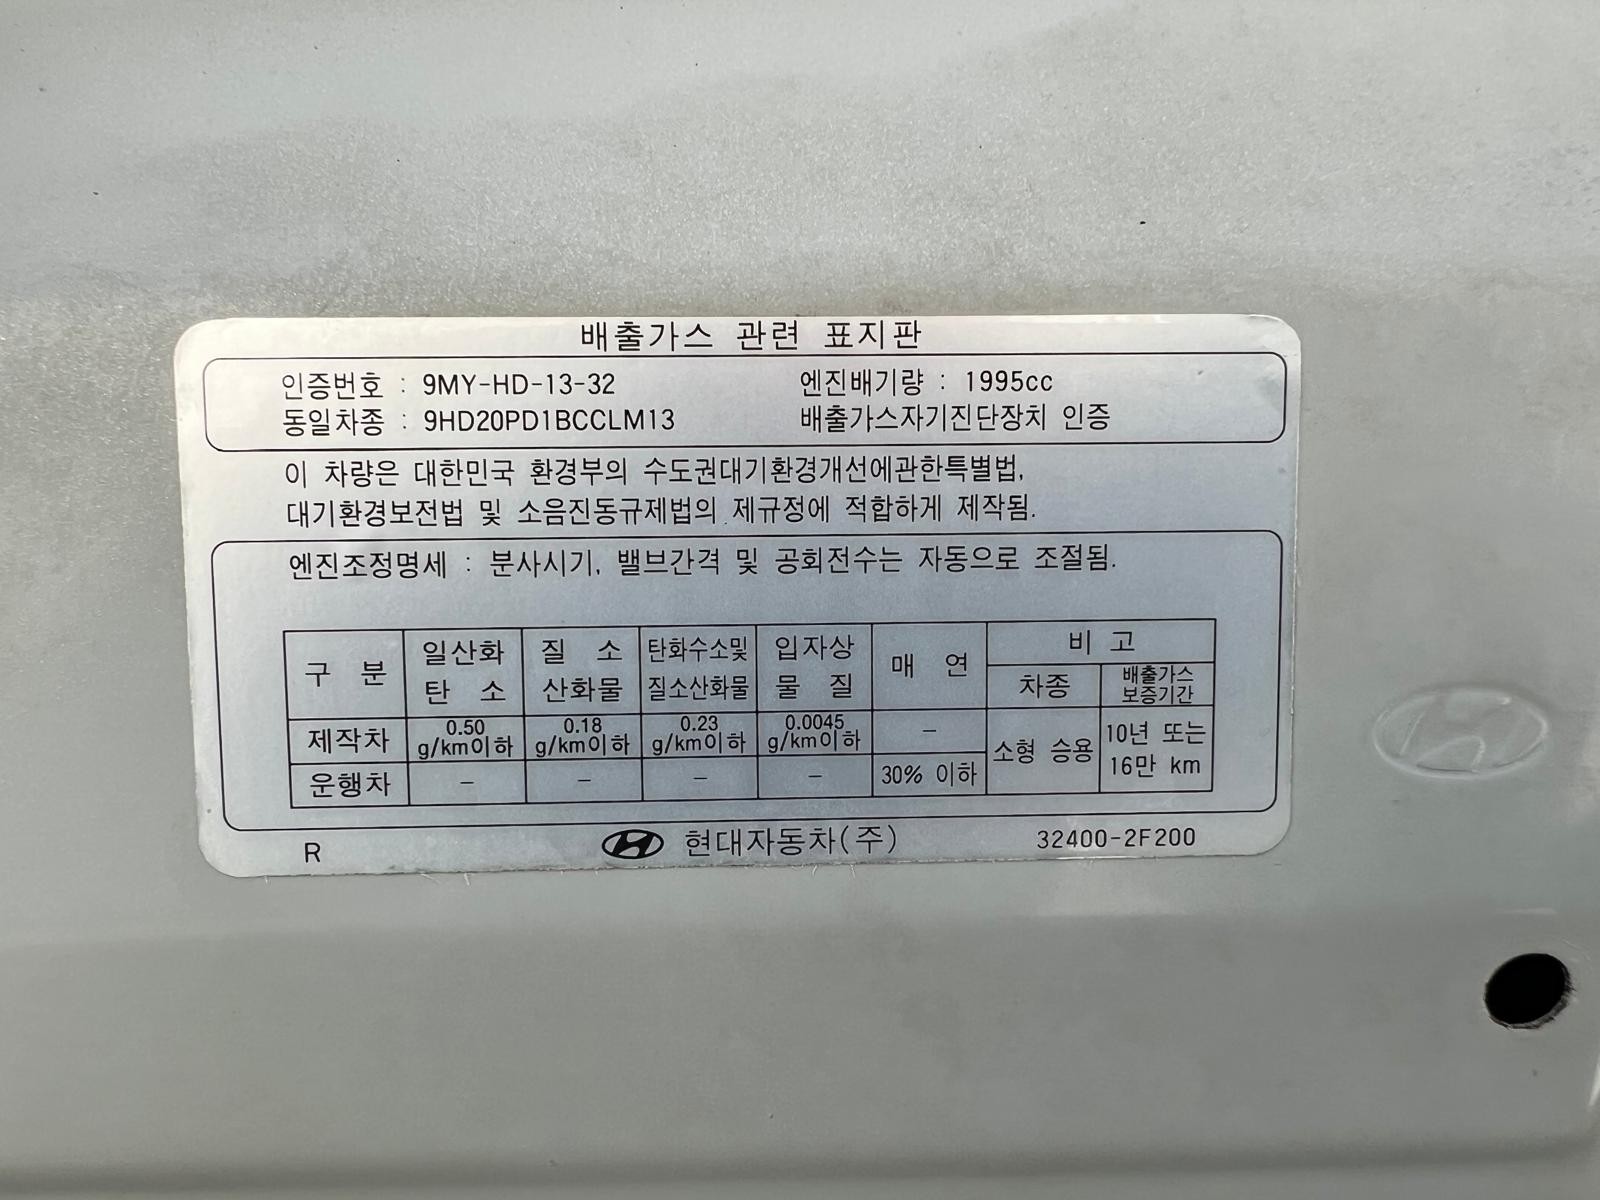 배출가스 관련 표지판
인증번호 : 9MY-HD-13-32 엔진배기량 : 1995cc
동일차종 : 9HD20PD1BCCLM13 배출가스자기진단장치 인증
이 차량은 대한민국 환경부의 수도권대기환경개선에관한특별법,
대기환경보전법 및 소음진동규제법의 제규정에 적합하게 제작됨.
엔진조정명세 : 분사시기, 밸브간격 및 공회전수는 자동으로 조절됨.
구 분 일산화 탄 소 질 소 산화물 탄화수소및 질소산화물 입자상 물 질 매 연 비 고
차종 배출가스 보증기간
제작차 0.50 g/km이하 0.18 g/km이하 0.23 g/km이하 0.0045 g/km이하 - 소형 승용 10년 또는 16만 km
운행차 - - - - 30% 이하
R 현대자동차(주) 32400-2F200